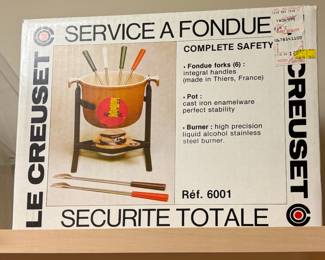 SERVICE A FONDUE
LE CREUSET
COMPLETE SAFETY
• Fondue forks (6) :
integral handles
(made in Thiers, France)
• Pot :
cast iron enamelware
perfect stability
• Burner : high precision
liquid alcohol stainless
steel burner.
Réf. 6001
CREUSET
SECURITE TOTALE